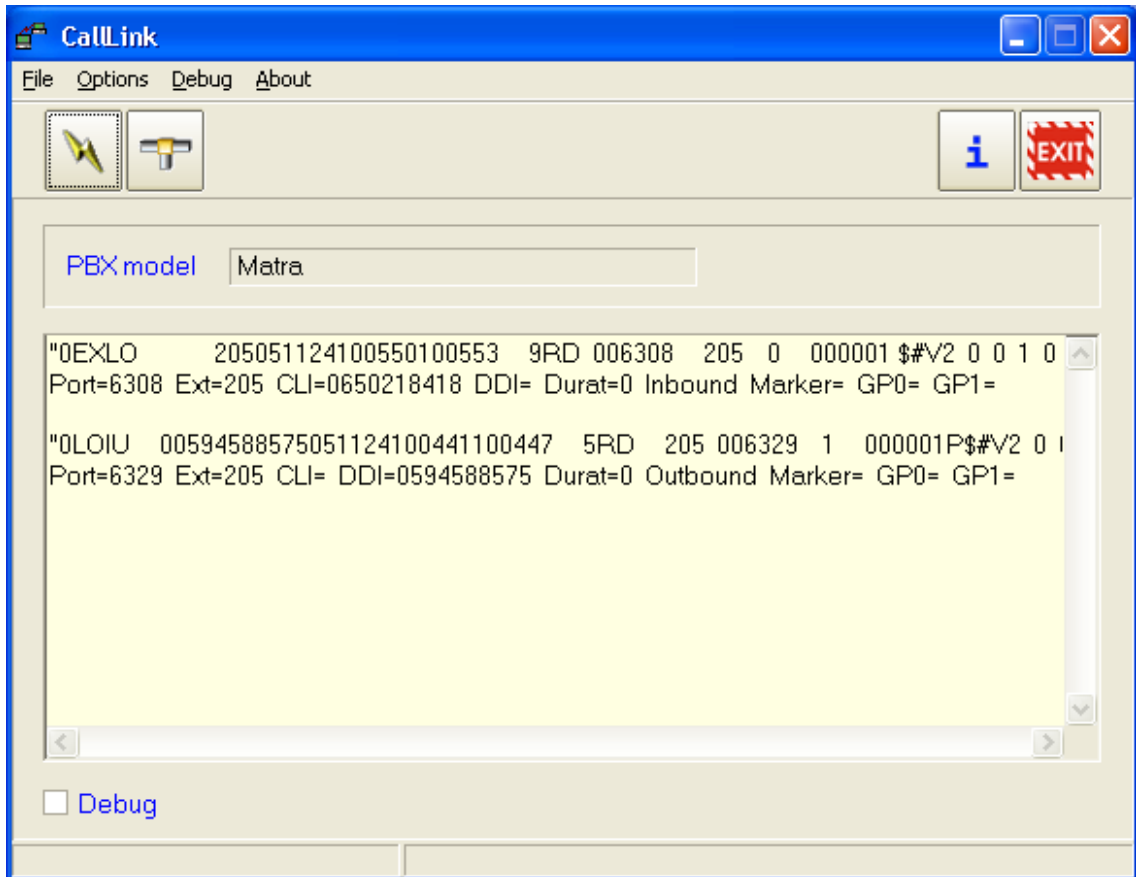 CallLink
File Options Debug About
i EXIT
PBX model Matra
"0EXLO 205051124100550100553 9RD 006308 205 0 000001 $#V2 0 0 1 0
Port=6308 Ext=205 CLI=0650218418 DDI= Durat=0 Inbound Marker= GP0= GP1=
"0LOIU 00594588575051124100441100447 5RD 205 006329 1 000001P$#V2 0
Port=6329 Ext=205 CLI= DDI=0594588575 Durat=0 Outbound Marker= GP0= GP1=
Debug